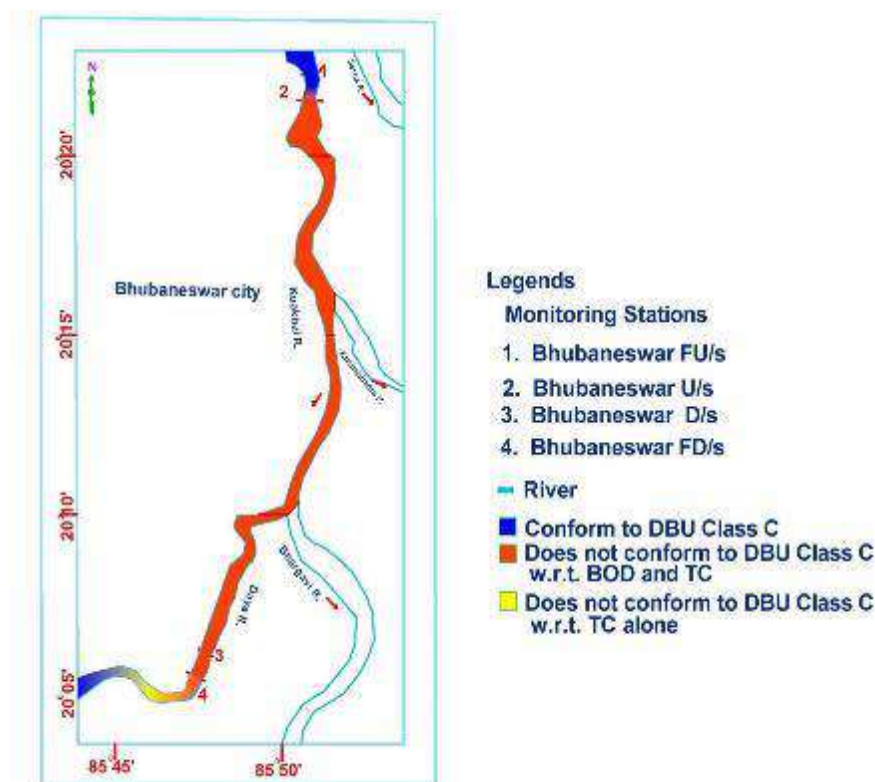 N
1
2
20°20'
Bhubaneswar city
Kuakhai R.
20°15'
20°10'
Bhargavi R.
Daya R.
3
4
20°05'
85°45'
85°50'
Legends
Monitoring Stations
1. Bhubaneswar FU/s
2. Bhubaneswar U/s
3. Bhubaneswar D/s
4. Bhubaneswar FD/s
River
Conform to DBU Class C
Does not conform to DBU Class C
w.r.t. BOD and TC
Does not conform to DBU Class C
w.r.t. TC alone